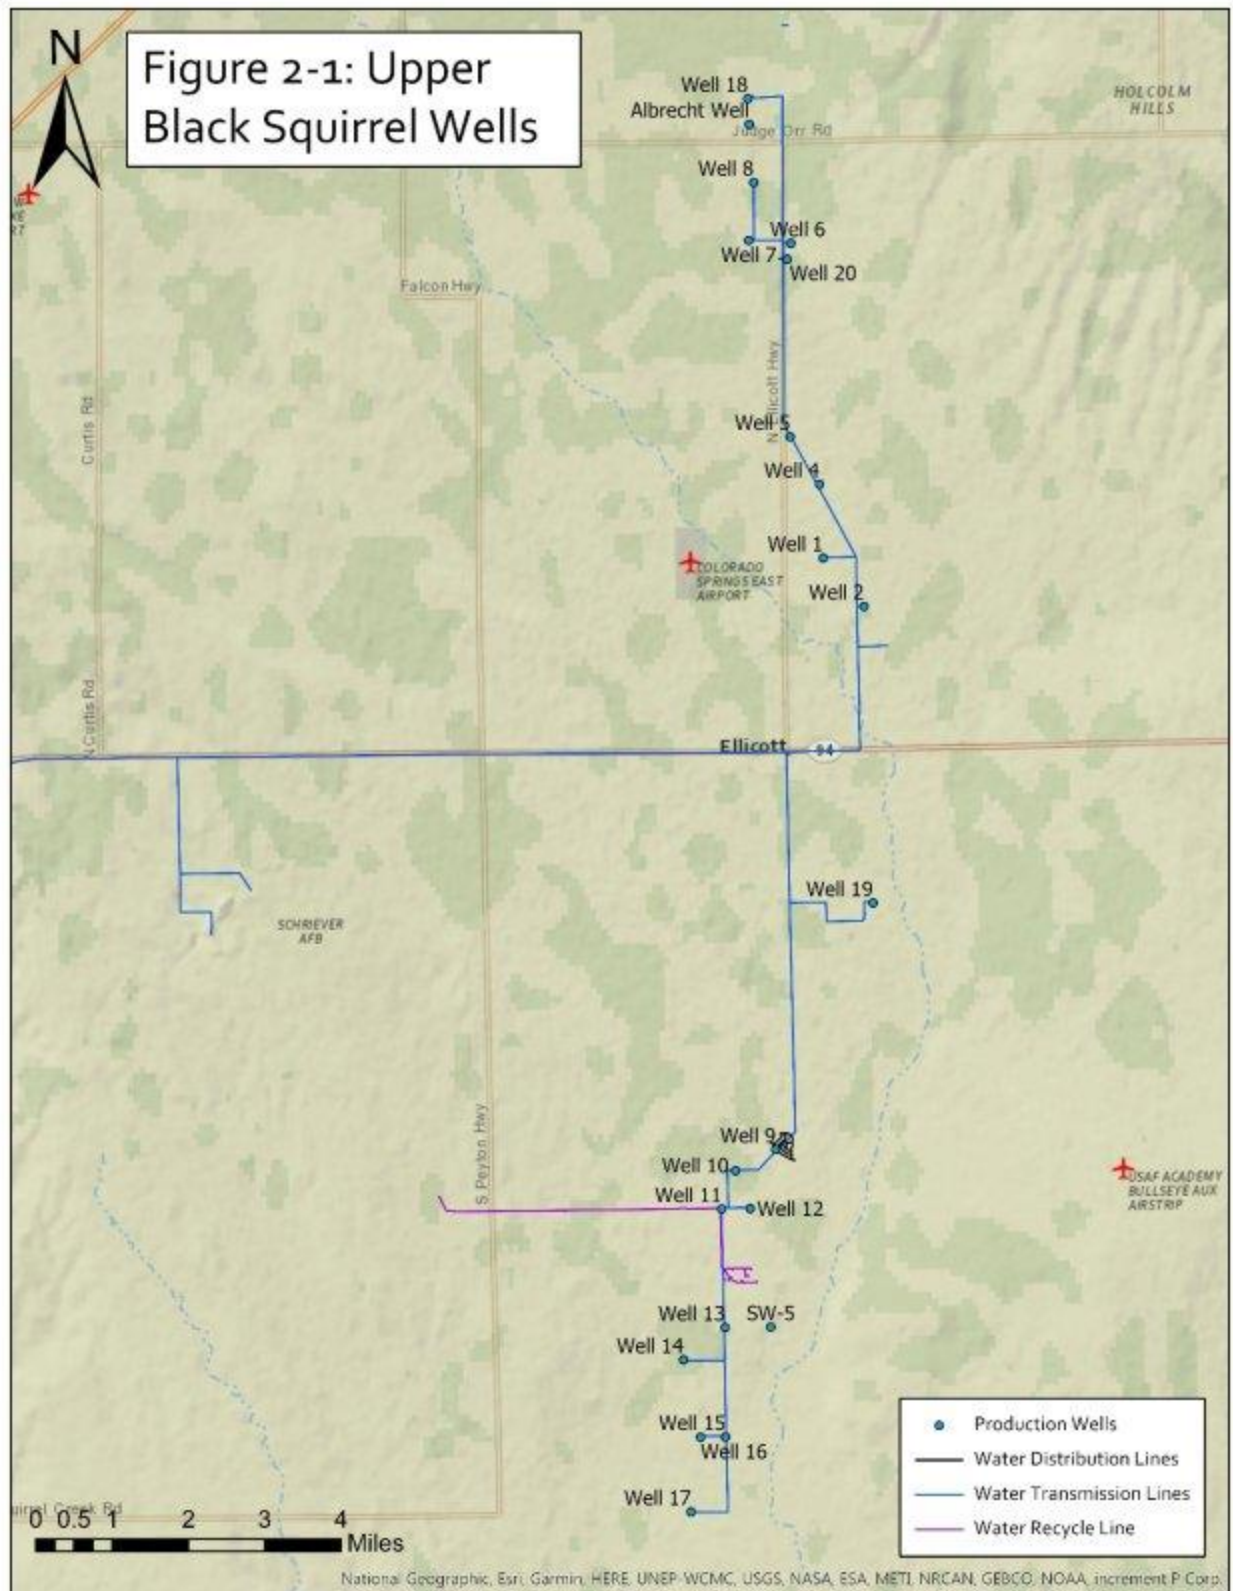 N
Figure 2-1: Upper
Black Squirrel Wells
Well 18
Albrecht Well
Judge Orr Rd
HOLCOLM
HILLS
Well 8
Well 6
Well 7
Well 20
Falcon Hwy
N Ellicott Hwy
Curtis Rd
Well 5
Well 4
Well 1
COLORADO
SPRINGS EAST
AIRPORT
Well 2
N Curtis Rd
Ellicott
94
Well 19
SCHRIEVER
AFB
S Peyton Hwy
Well 9
Well 10
Well 11
Well 12
USAF ACADEMY
BULLSEYE AUX
AIRSTRIP
Well 13
SW-5
Well 14
Well 15
Well 16
Well 17
Creek Rd
0 0.5 1 2 3 4
Miles
Production Wells
Water Distribution Lines
Water Transmission Lines
Water Recycle Line
National Geographic, Esri, Garmin, HERE, UNEP-WCMC, USGS, NASA, ESA, METI, NRCAN, GEBCO, NOAA, increment P Corp.